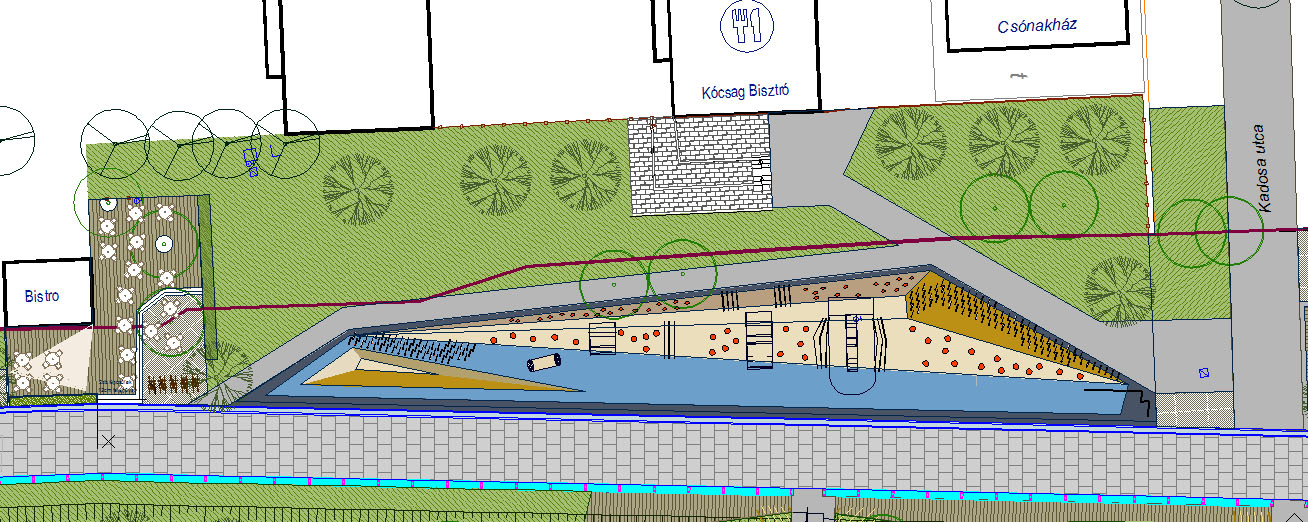 Csónakház
Kócsag Bisztró
Kadosa utca
Bistro